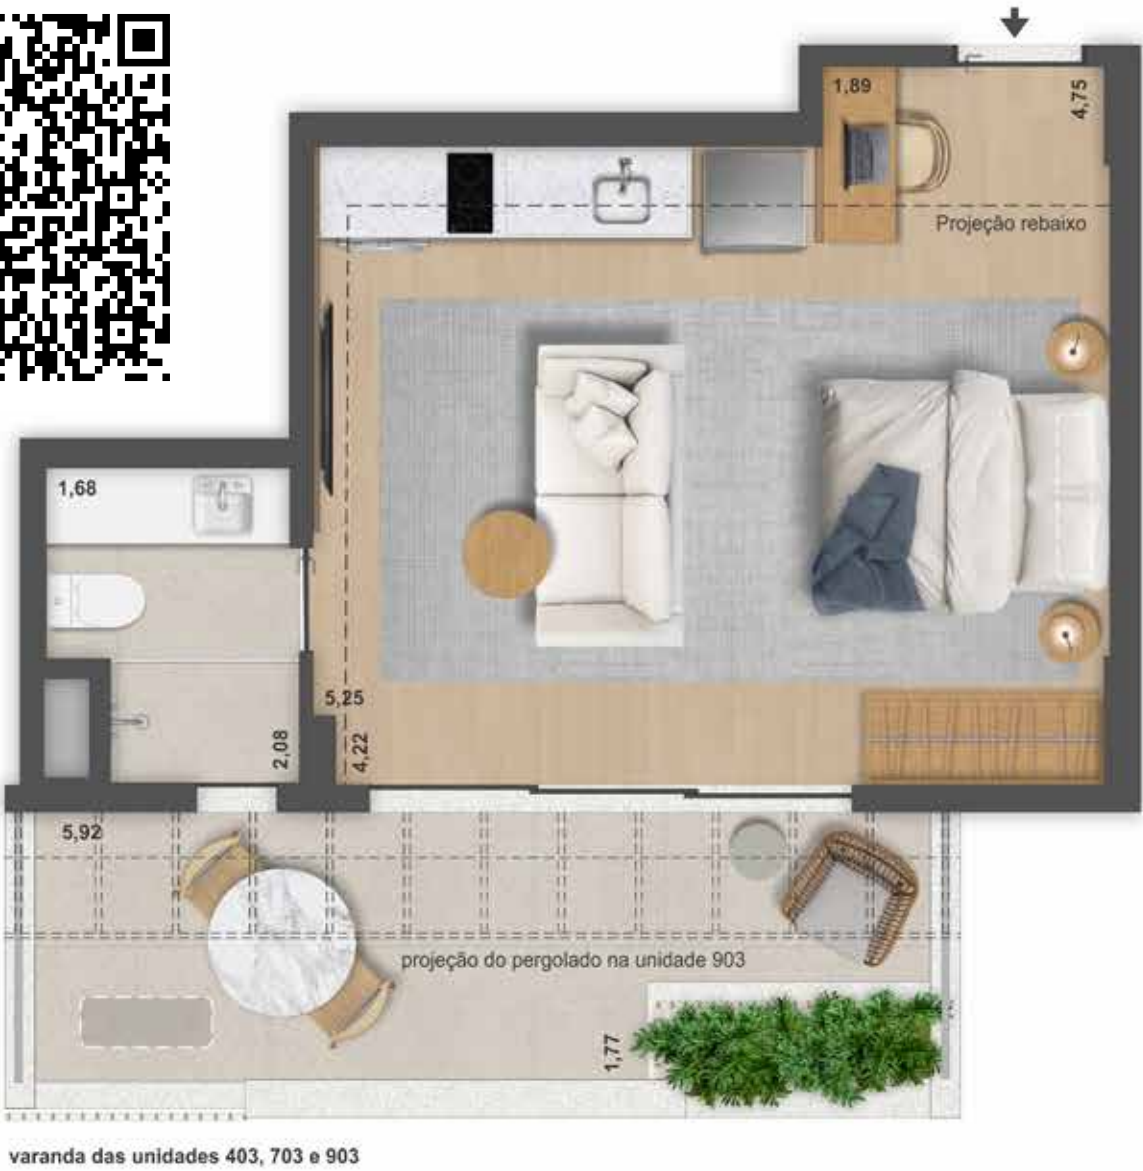 1,89
4,75
Projeção rebaixo
1,68
5,25
4,22
2,08
5,92
projeção do pergolado na unidade 903
1,77
varanda das unidades 403, 703 e 903